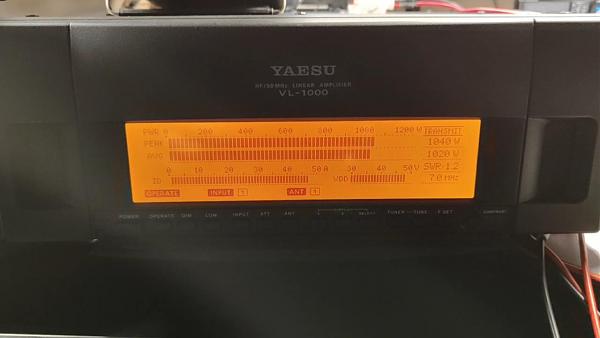 YAESU
HF/50MHz LINEAR AMPLIFIER
VL-1000
PWR 0 200 400 600 800 1000 1200 W TRANSMIT
PEAK 1040 W
AVG 1020 W
0 10 20 30 40 50 A 0 10 20 30 40 50 V SWR:1.2
ID VDD 7.0 MHz
OPERATE INPUT 1 ANT 1
POWER OPERATE DIM COM INPUT ATT ANT SELECT TUNER TUNE F SET